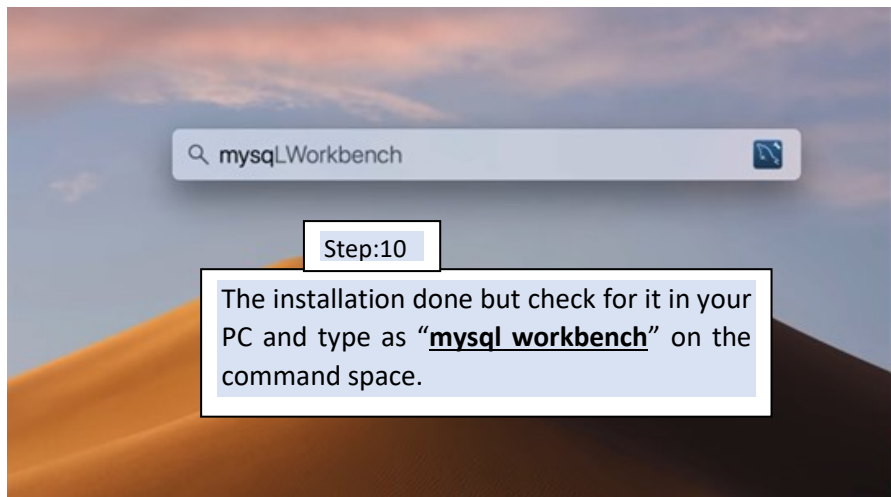 mysqLWorkbench
Step:10
The installation done but check for it in your
PC and type as “mysql workbench” on the
command space.